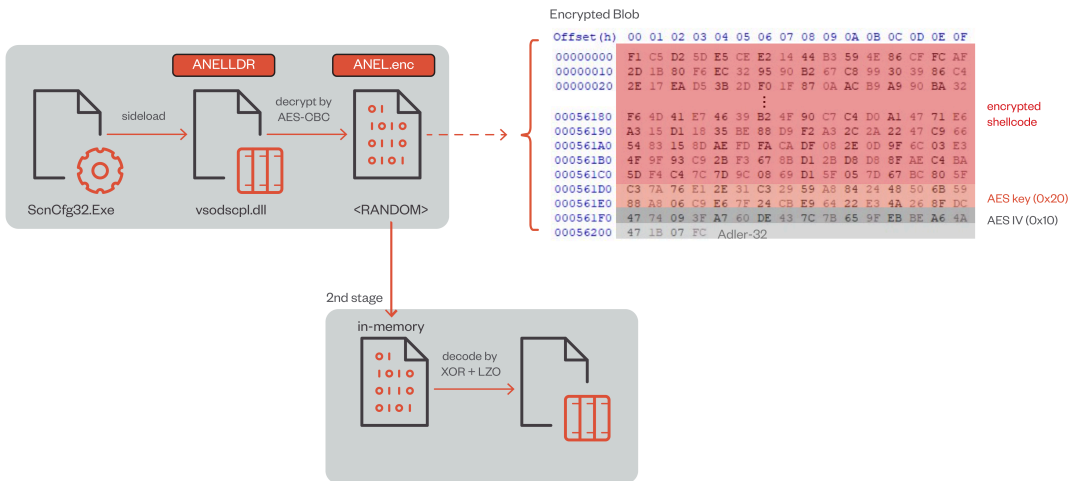 Encrypted Blob
Offset(h) 00 01 02 03 04 05 06 07 08 09 0A 0B 0C 0D 0E 0F
00000000 F1 C5 D2 5D E5 CE E2 14 44 B3 59 4E 86 CF FC AF
00000010 2D 1B 80 F6 EC 32 95 90 B2 67 C8 99 30 39 86 C4
00000020 2E 17 EA D5 3B 2D F0 1F 87 0A AC B9 A9 90 BA 32
00056180 F6 4D 41 E7 46 39 B2 4F 90 C7 C4 D0 A1 47 71 E6
00056190 A3 15 D1 18 35 BE 88 D9 F2 A3 2C 2A 22 47 C9 66
000561A0 54 83 15 8D AE FD FA CA DF 08 2E 0D 9F 6C 03 E3
000561B0 4F 9F 93 C9 2B F3 67 8B D1 2B D8 D8 8F AE C4 BA
000561C0 5D F4 C4 7C 7D 9C 08 69 D1 5F 05 7D 67 BC 80 5F
000561D0 C3 7A 76 E1 2E 31 C3 29 59 A8 84 24 48 50 6B 59
000561E0 88 A8 06 C9 E6 7F 24 CB E9 64 22 E3 4A 26 8F DC
000561F0 47 74 09 3F A7 60 DE 43 7C 7B 65 9F EB BE A6 4A
00056200 47 1B 07 FC Adler-32
encrypted
shellcode
AES key (0x20)
AES IV (0x10)
ANELLDR
ANEL.enc
sideload
decrypt by
AES-CBC
O I
I O I O
O I I O
O I O I
ScnCfg32.Exe
vsodscpl.dll
<RANDOM>
2nd stage
in-memory
decode by
XOR + LZO
O I
I O I O
O I I O
O I O I